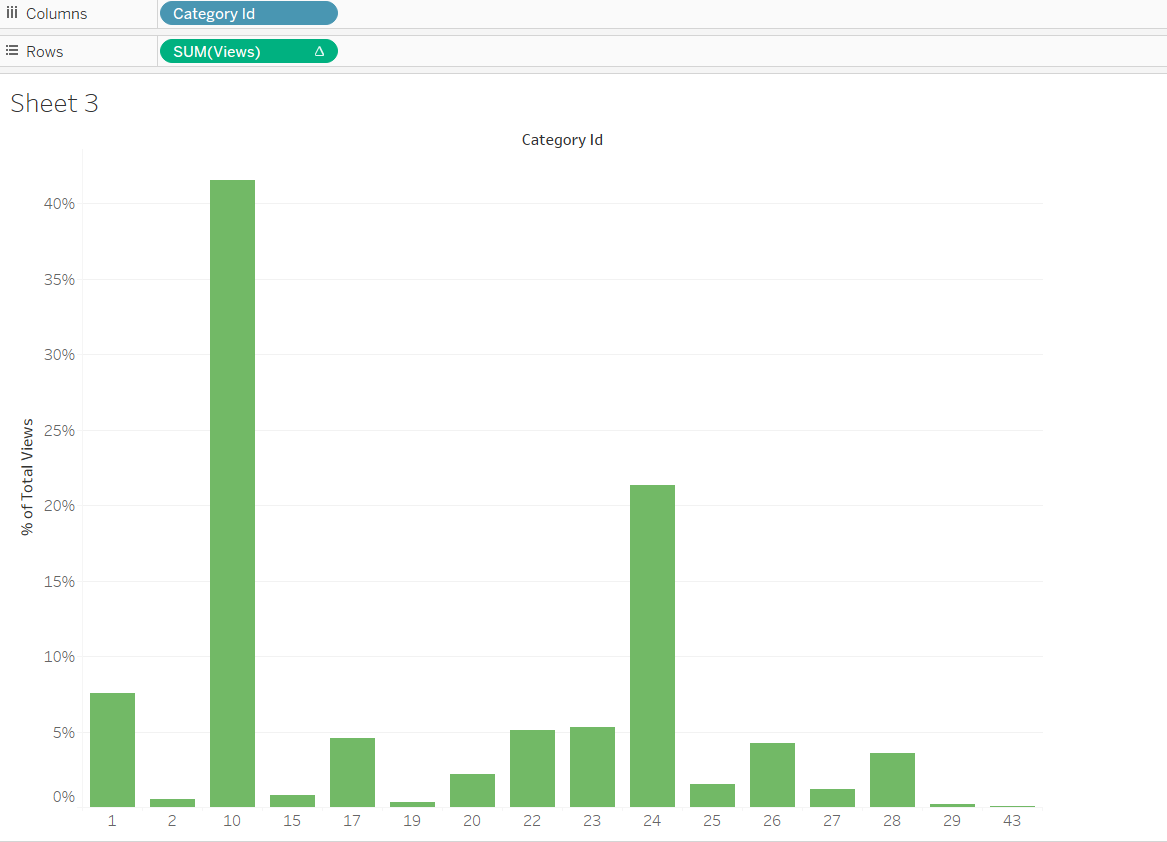 Columns Category Id
Rows SUM(Views) Δ
Sheet 3
Category Id
% of Total Views
40%
35%
30%
25%
20%
15%
10%
5%
0%
1 2 10 15 17 19 20 22 23 24 25 26 27 28 29 43